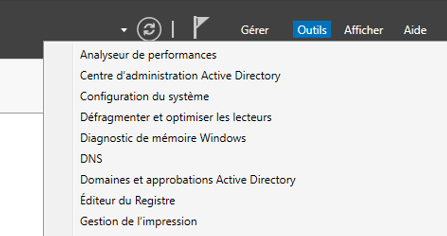 Gérer Outils Afficher Aide
Analyseur de performances
Centre d'administration Active Directory
Configuration du système
Défragmenter et optimiser les lecteurs
Diagnostic de mémoire Windows
DNS
Domaines et approbations Active Directory
Éditeur du Registre
Gestion de l'impression